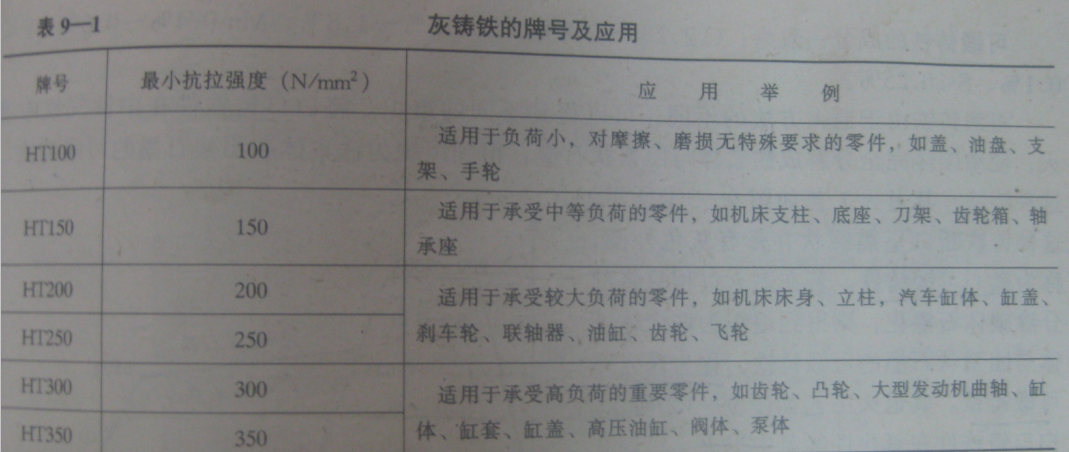 表9—1 灰铸铁的牌号及应用
牌号 最小抗拉强度（N/mm²） 应用举例
HT100 100 适用于负荷小，对摩擦、磨损无特殊要求的零件，如盖、油盘、支
架、手轮
HT150 150 适用于承受中等负荷的零件，如机床支柱、底座、刀架、齿轮箱、轴
承座
HT200 200 适用于承受较大负荷的零件，如机床床身、立柱，汽车缸体、缸盖、
HT250 250 刹车轮、联轴器、油缸、齿轮、飞轮
HT300 300 适用于承受高负荷的重要零件，如齿轮、凸轮、大型发动机曲轴、缸
HT350 350 体、缸套、缸盖、高压油缸、阀体、泵体